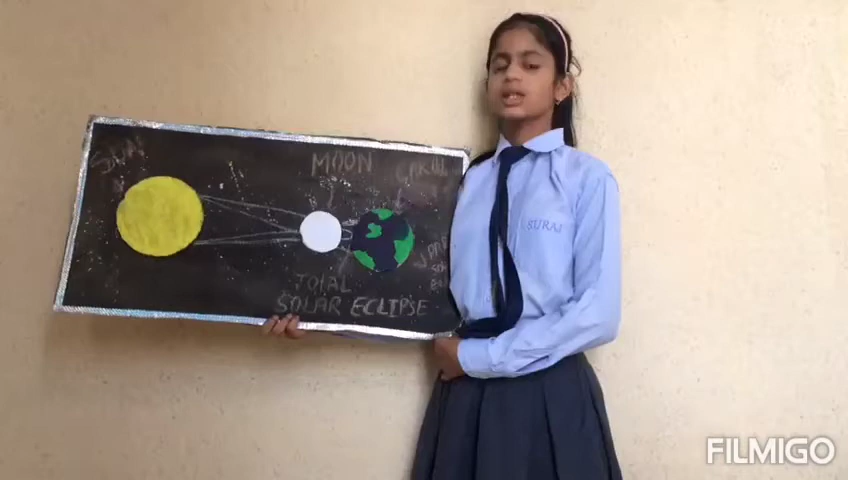 SUN
MOON
EARTH
TOTAL
SOLAR ECLIPSE
SURAJ
FILMIGO